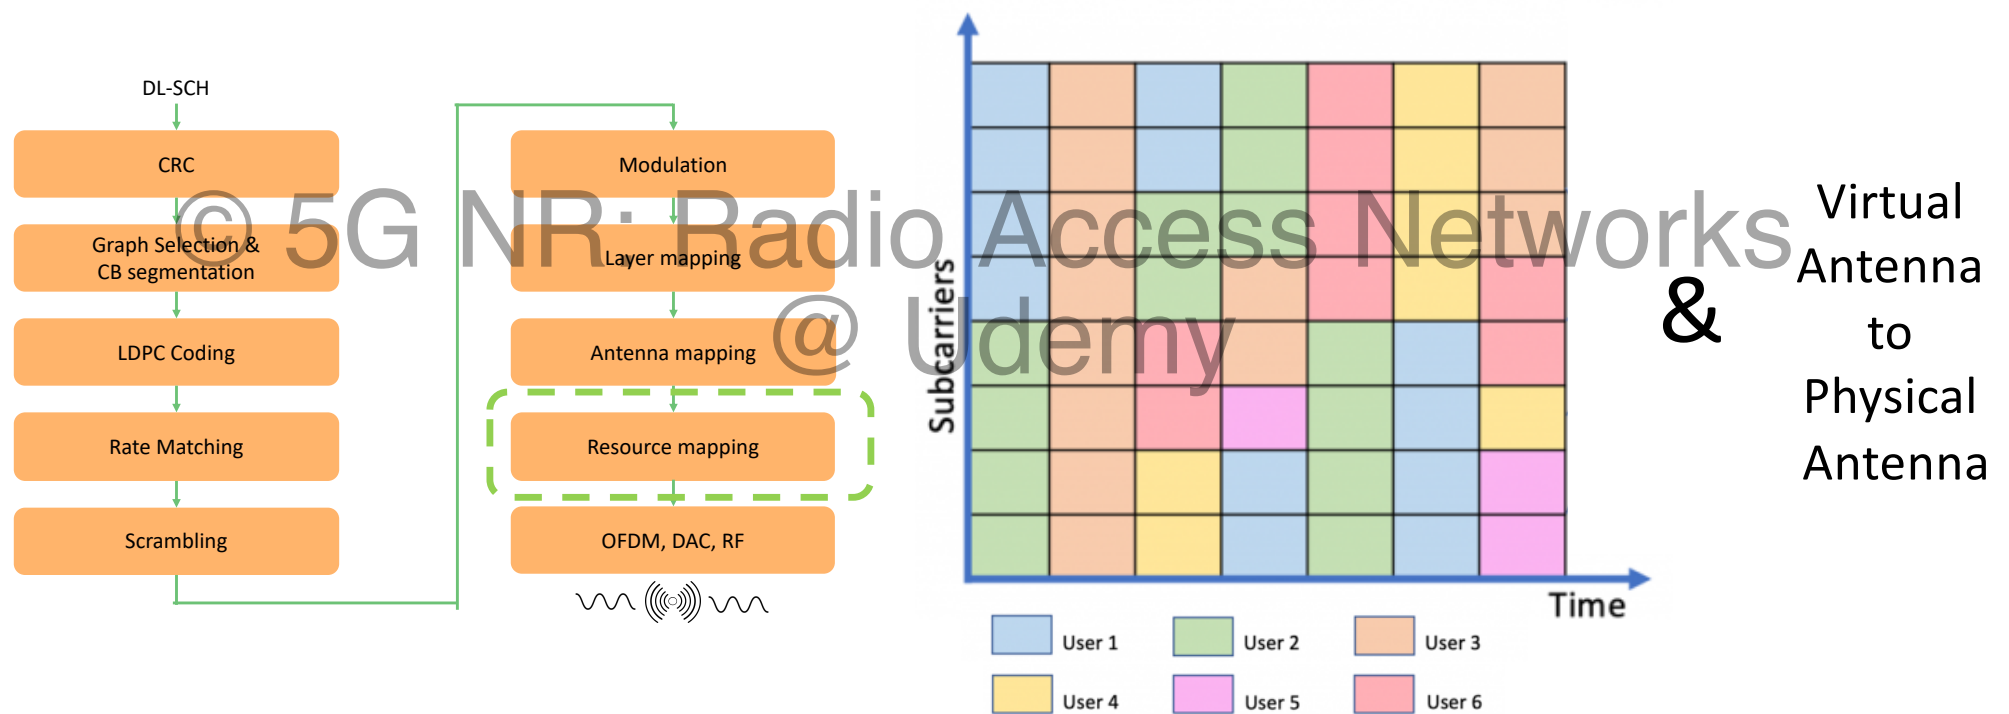 DL-SCH
CRC
Graph Selection &
CB segmentation
LDPC Coding
Rate Matching
Scrambling
Modulation
Layer mapping
Antenna mapping
Resource mapping
OFDM, DAC, RF
Subcarriers
Time
User 1
User 2
User 3
User 4
User 5
User 6
&
Virtual
Antenna
to
Physical
Antenna
© 5G NR: Radio Access Networks
@ Udemy